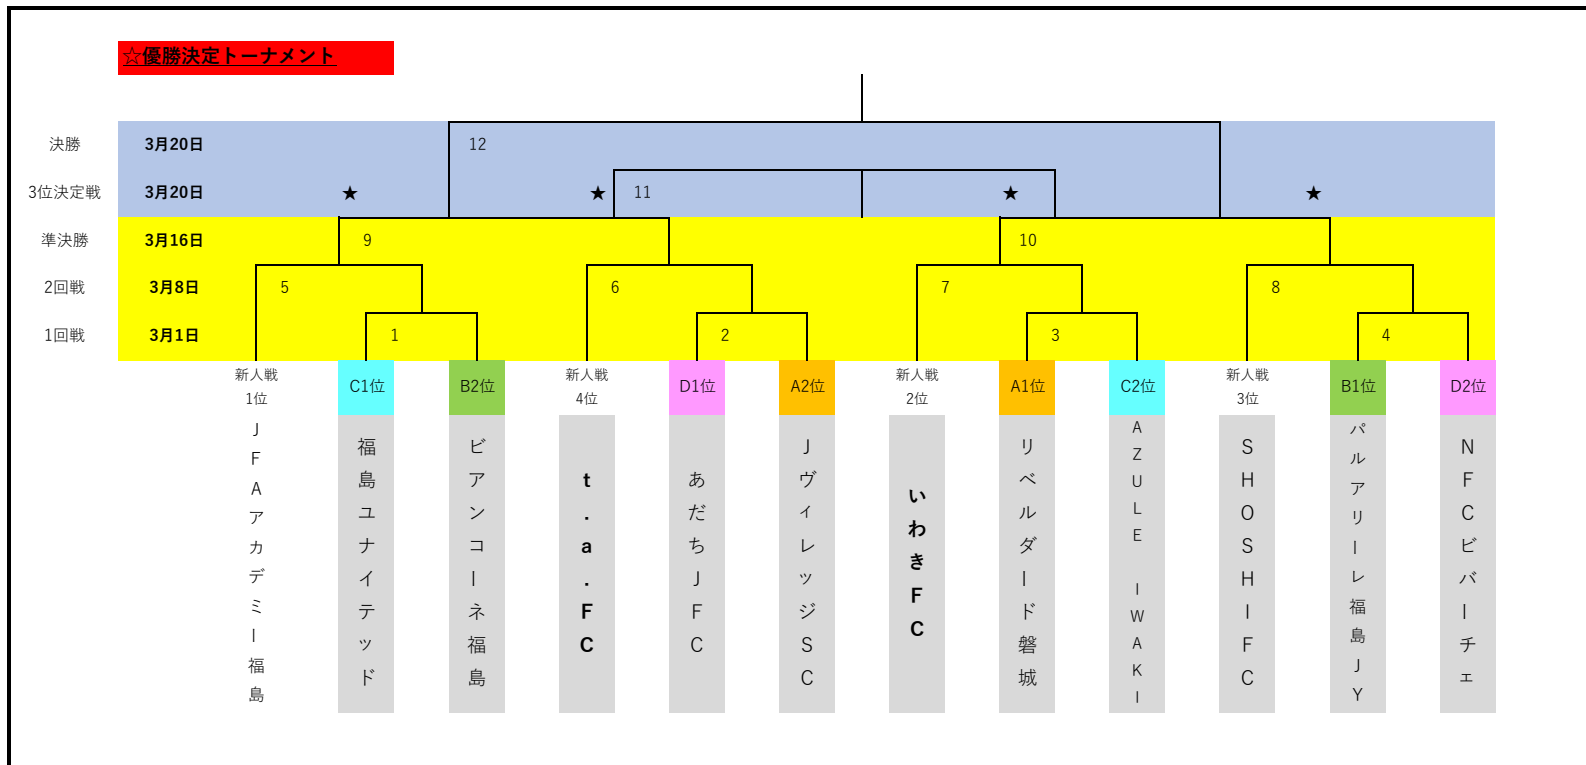 ☆優勝決定トーナメント
決勝 3月20日 12
3位決定戦 3月20日 ★ ★ 11 ★ ★
準決勝 3月16日 9 10
2回戦 3月8日 5 6 7 8
1回戦 3月1日 1 2 3 4
新人戦 1位
C1位
B2位
新人戦 4位
D1位
A2位
新人戦 2位
A1位
C2位
新人戦 3位
B1位
D2位
JFAアカデミー福島
福島ユナイテッド
ビアンコーネ福島
t.a.FC
あだちJFC
JヴィレッジSC
いわきFC
リベルダード磐城
AZULE IWAKI
SHOSHIFC
パルアリーレ福島JY
NFCビバーチェ